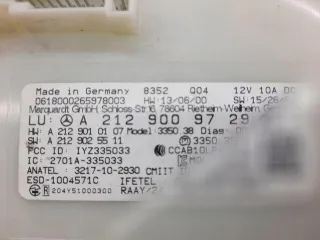 Made in Germany 8352 Q04 12V 10A DC
0618000265978003 HW:13/06/00 SW:15/26/
Marquardt GmbH, Schloss-Str.16, 78604 Rietheim-Weilheim, Germany
LU: A 212 900 97 29
HW: A 212 901 01 07 Model: 3350.38 Diag:
SW: A 212 902 55 11 3350.
FCC ID: IYZ335033 CCAB10LP
IC: 2701A-335033
ANATEL: 3217-10-2930 CMIIT
ESD-1004571C IFETEL
204Y51000300 RAAY/2